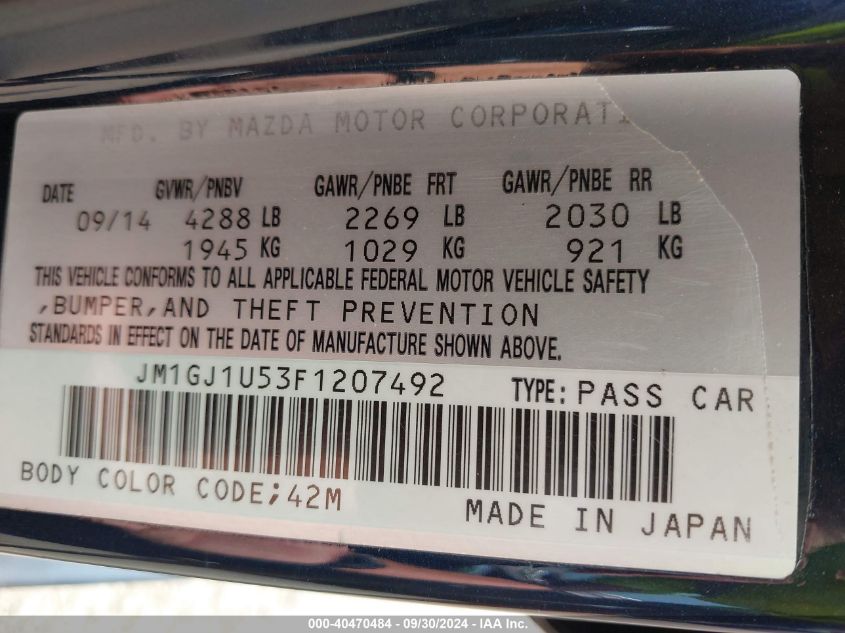 MFD. BY MAZDA MOTOR CORPORATI
DATE GVWR/PNBV GAWR/PNBE FRT GAWR/PNBE RR
09/14 4288 LB 2269 LB 2030 LB
1945 KG 1029 KG 921 KG
THIS VEHICLE CONFORMS TO ALL APPLICABLE FEDERAL MOTOR VEHICLE SAFETY
,BUMPER,AND THEFT PREVENTION
STANDARDS IN EFFECT ON THE DATE OF MANUFACTURE SHOWN ABOVE.
JM1GJ1U53F1207492 TYPE: PASS CAR
BODY COLOR CODE;42M
MADE IN JAPAN
000-40470484 - 09/30/2024 - IAA Inc.